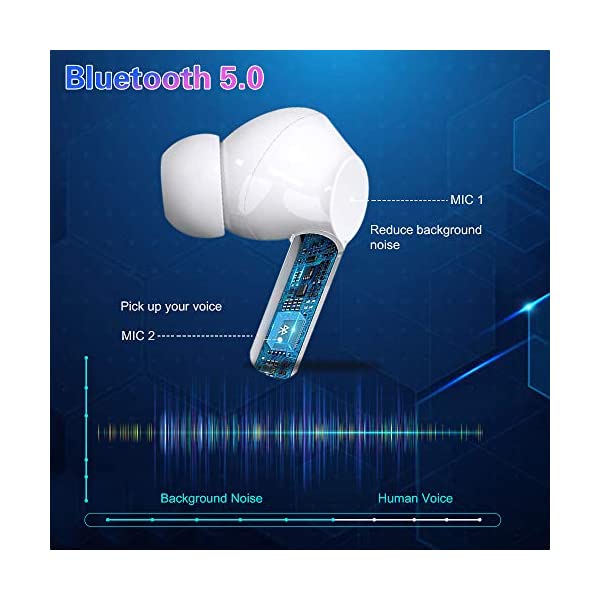 Bluetooth 5.0
MIC 1
Reduce background
noise
Pick up your voice
MIC 2
Background Noise
Human Voice